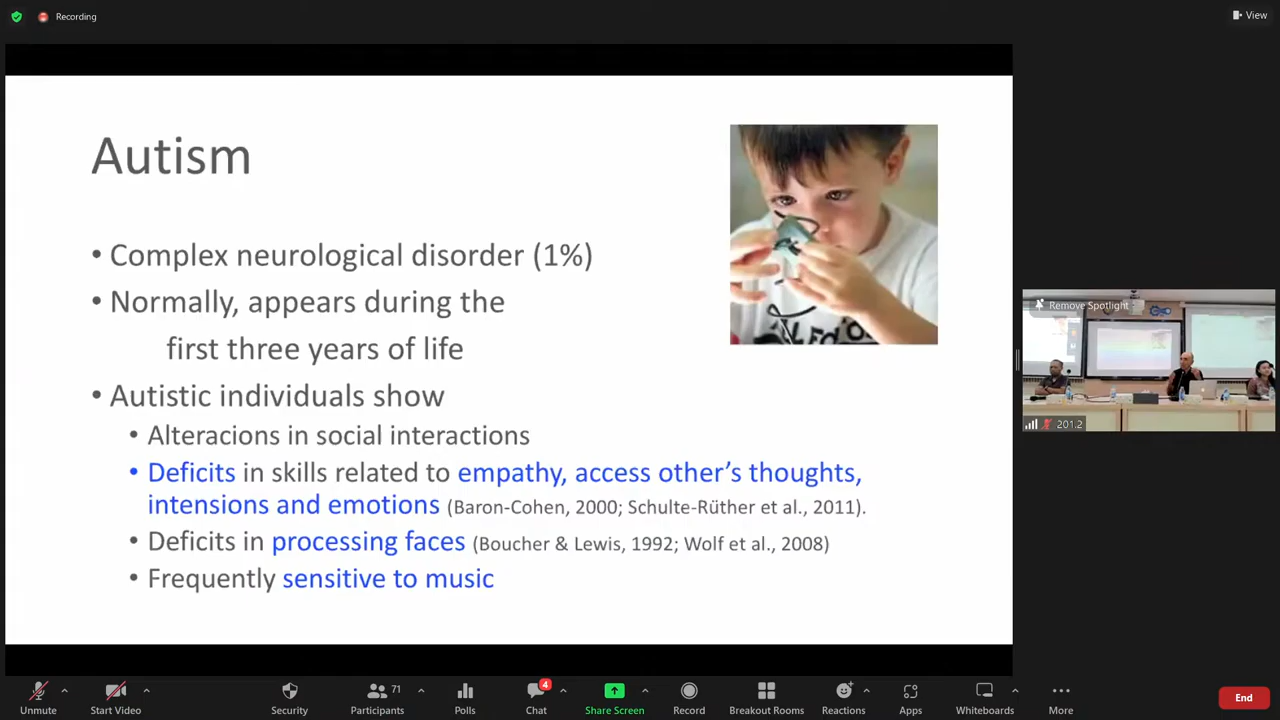 Recording
View
Autism
• Complex neurological disorder (1%)
• Normally, appears during the
first three years of life
• Autistic individuals show
• Alteracions in social interactions
• Deficits in skills related to empathy, access other's thoughts,
intensions and emotions (Baron-Cohen, 2000; Schulte-Rüther et al., 2011).
• Deficits in processing faces (Boucher & Lewis, 1992; Wolf et al., 2008)
• Frequently sensitive to music
Remove Spotlight
201.2
Unmute
Start Video
Security
Participants
71
Polls
Chat
4
Share Screen
Record
Breakout Rooms
Reactions
Apps
Whiteboards
More
End